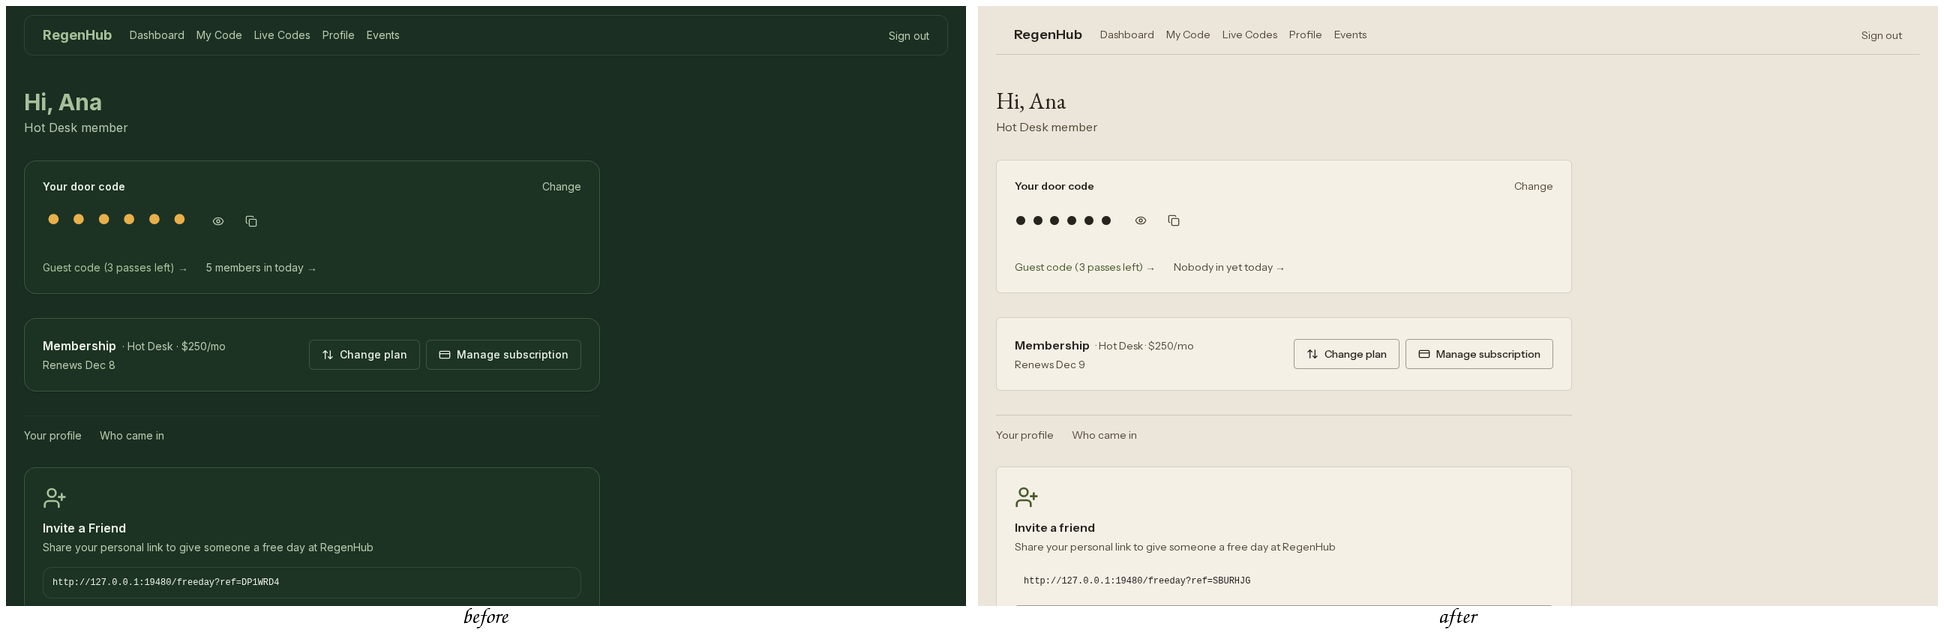 RegenHub Dashboard My Code Live Codes Profile Events Sign out
Hi, Ana
Hot Desk member
Your door code Change
Guest code (3 passes left) → 5 members in today →
Membership · Hot Desk · $250/mo
Renews Dec 8
Change plan Manage subscription
Your profile Who came in
Invite a Friend
Share your personal link to give someone a free day at RegenHub
http://127.0.0.1:19480/freeday?ref=DP1WRD4
before
RegenHub Dashboard My Code Live Codes Profile Events Sign out
Hi, Ana
Hot Desk member
Your door code Change
Guest code (3 passes left) → Nobody in yet today →
Membership · Hot Desk · $250/mo
Renews Dec 9
Change plan Manage subscription
Your profile Who came in
Invite a friend
Share your personal link to give someone a free day at RegenHub
http://127.0.0.1:19480/freeday?ref=SBURHJG
after